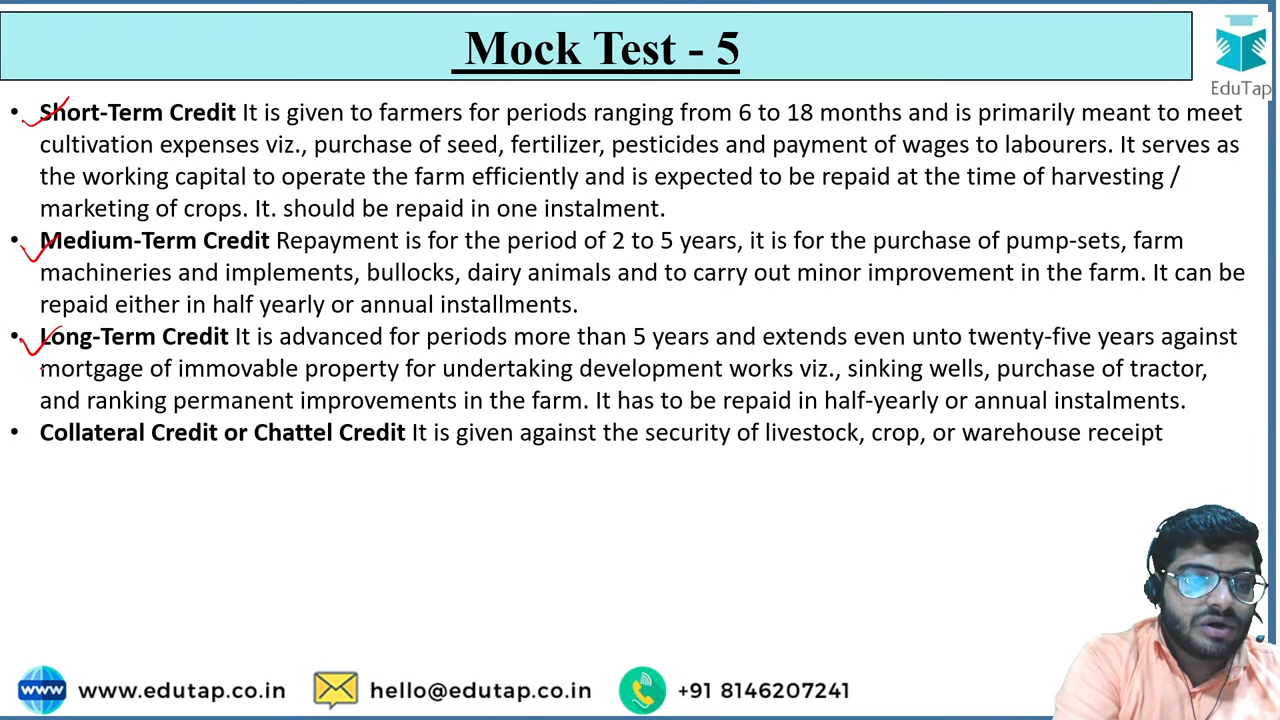 Mock Test - 5
EduTap
• Short-Term Credit It is given to farmers for periods ranging from 6 to 18 months and is primarily meant to meet
cultivation expenses viz., purchase of seed, fertilizer, pesticides and payment of wages to labourers. It serves as
the working capital to operate the farm efficiently and is expected to be repaid at the time of harvesting /
marketing of crops. It. should be repaid in one instalment.
• Medium-Term Credit Repayment is for the period of 2 to 5 years, it is for the purchase of pump-sets, farm
machineries and implements, bullocks, dairy animals and to carry out minor improvement in the farm. It can be
repaid either in half yearly or annual installments.
• Long-Term Credit It is advanced for periods more than 5 years and extends even unto twenty-five years against
mortgage of immovable property for undertaking development works viz., sinking wells, purchase of tractor,
and ranking permanent improvements in the farm. It has to be repaid in half-yearly or annual instalments.
• Collateral Credit or Chattel Credit It is given against the security of livestock, crop, or warehouse receipt
www www.edutap.co.in hello@edutap.co.in +91 8146207241